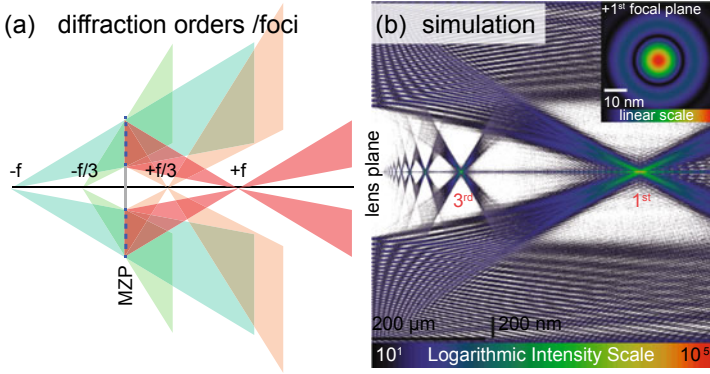 (a) diffraction orders /foci
-f
-f/3
+f/3
+f
MZP
(b) simulation
+1st focal plane
10 nm
linear scale
lens plane
3rd
1st
200 μm
200 nm
10¹ Logarithmic Intensity Scale 10⁵